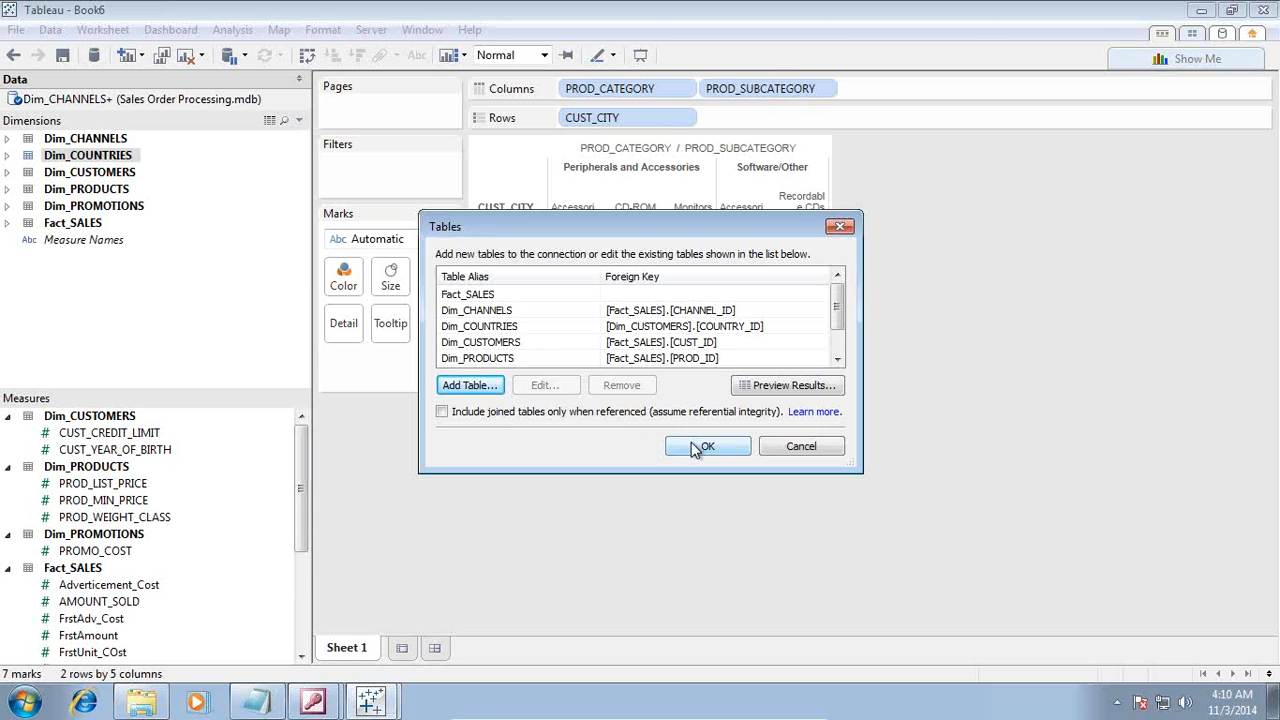 Tableau - Book6
File Data Worksheet Dashboard Analysis Map Format Server Window Help
Abc Normal
Show Me
Data
Dim_CHANNELS+ (Sales Order Processing.mdb)
Dimensions
Dim_CHANNELS
Dim_COUNTRIES
Dim_CUSTOMERS
Dim_PRODUCTS
Dim_PROMOTIONS
Fact_SALES
Abc Measure Names
Measures
Dim_CUSTOMERS
# CUST_CREDIT_LIMIT
# CUST_YEAR_OF_BIRTH
Dim_PRODUCTS
# PROD_LIST_PRICE
# PROD_MIN_PRICE
# PROD_WEIGHT_CLASS
Dim_PROMOTIONS
# PROMO_COST
Fact_SALES
# Adverticement_Cost
# AMOUNT_SOLD
# FrstAdv_Cost
# FrstAmount
# FrstUnit_COst
Pages
Filters
Marks
Abc Automatic
Color Size
Detail Tooltip
Columns PROD_CATEGORY PROD_SUBCATEGORY
Rows CUST_CITY
PROD_CATEGORY / PROD_SUBCATEGORY
Peripherals and Accessories Software/Other
Recordabl
CUST_CITY Accessori.. CD-ROM Monitors Accessori.. e CDs
Tables
Add new tables to the connection or edit the existing tables shown in the list below.
Table Alias Foreign Key
Fact_SALES
Dim_CHANNELS [Fact_SALES].[CHANNEL_ID]
Dim_COUNTRIES [Dim_CUSTOMERS].[COUNTRY_ID]
Dim_CUSTOMERS [Fact_SALES].[CUST_ID]
Dim_PRODUCTS [Fact_SALES].[PROD_ID]
Add Table... Edit... Remove Preview Results...
Include joined tables only when referenced (assume referential integrity). Learn more.
OK Cancel
Sheet 1
7 marks 2 rows by 5 columns
4:10 AM
11/3/2014